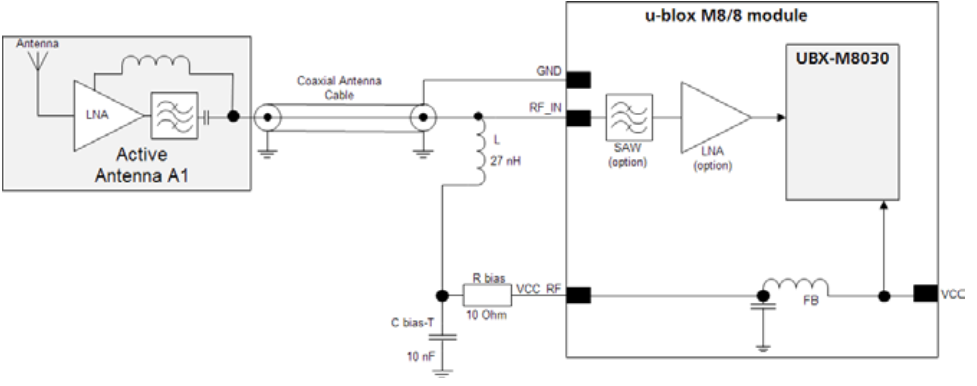 u-blox M8/8 module
Antenna
LNA
Active
Antenna A1
Coaxial Antenna
Cable
GND
RF_IN
L
27 nH
SAW
(option)
LNA
(option)
UBX-M8030
R bias
VCC_RF
10 Ohm
C bias-T
10 nF
FB
VCC